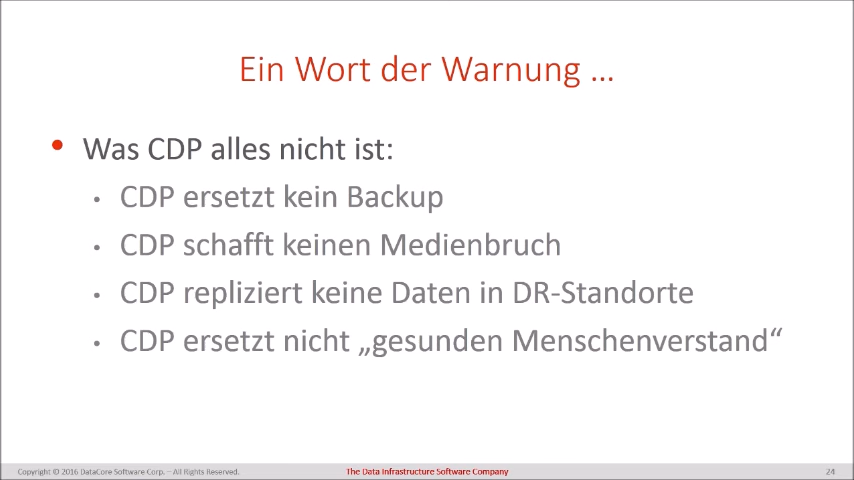 Ein Wort der Warnung ...
• Was CDP alles nicht ist:
• CDP ersetzt kein Backup
• CDP schafft keinen Medienbruch
• CDP repliziert keine Daten in DR-Standorte
• CDP ersetzt nicht „gesunden Menschenverstand“
Copyright © 2016 DataCore Software Corp. – All Rights Reserved. The Data Infrastructure Software Company 24